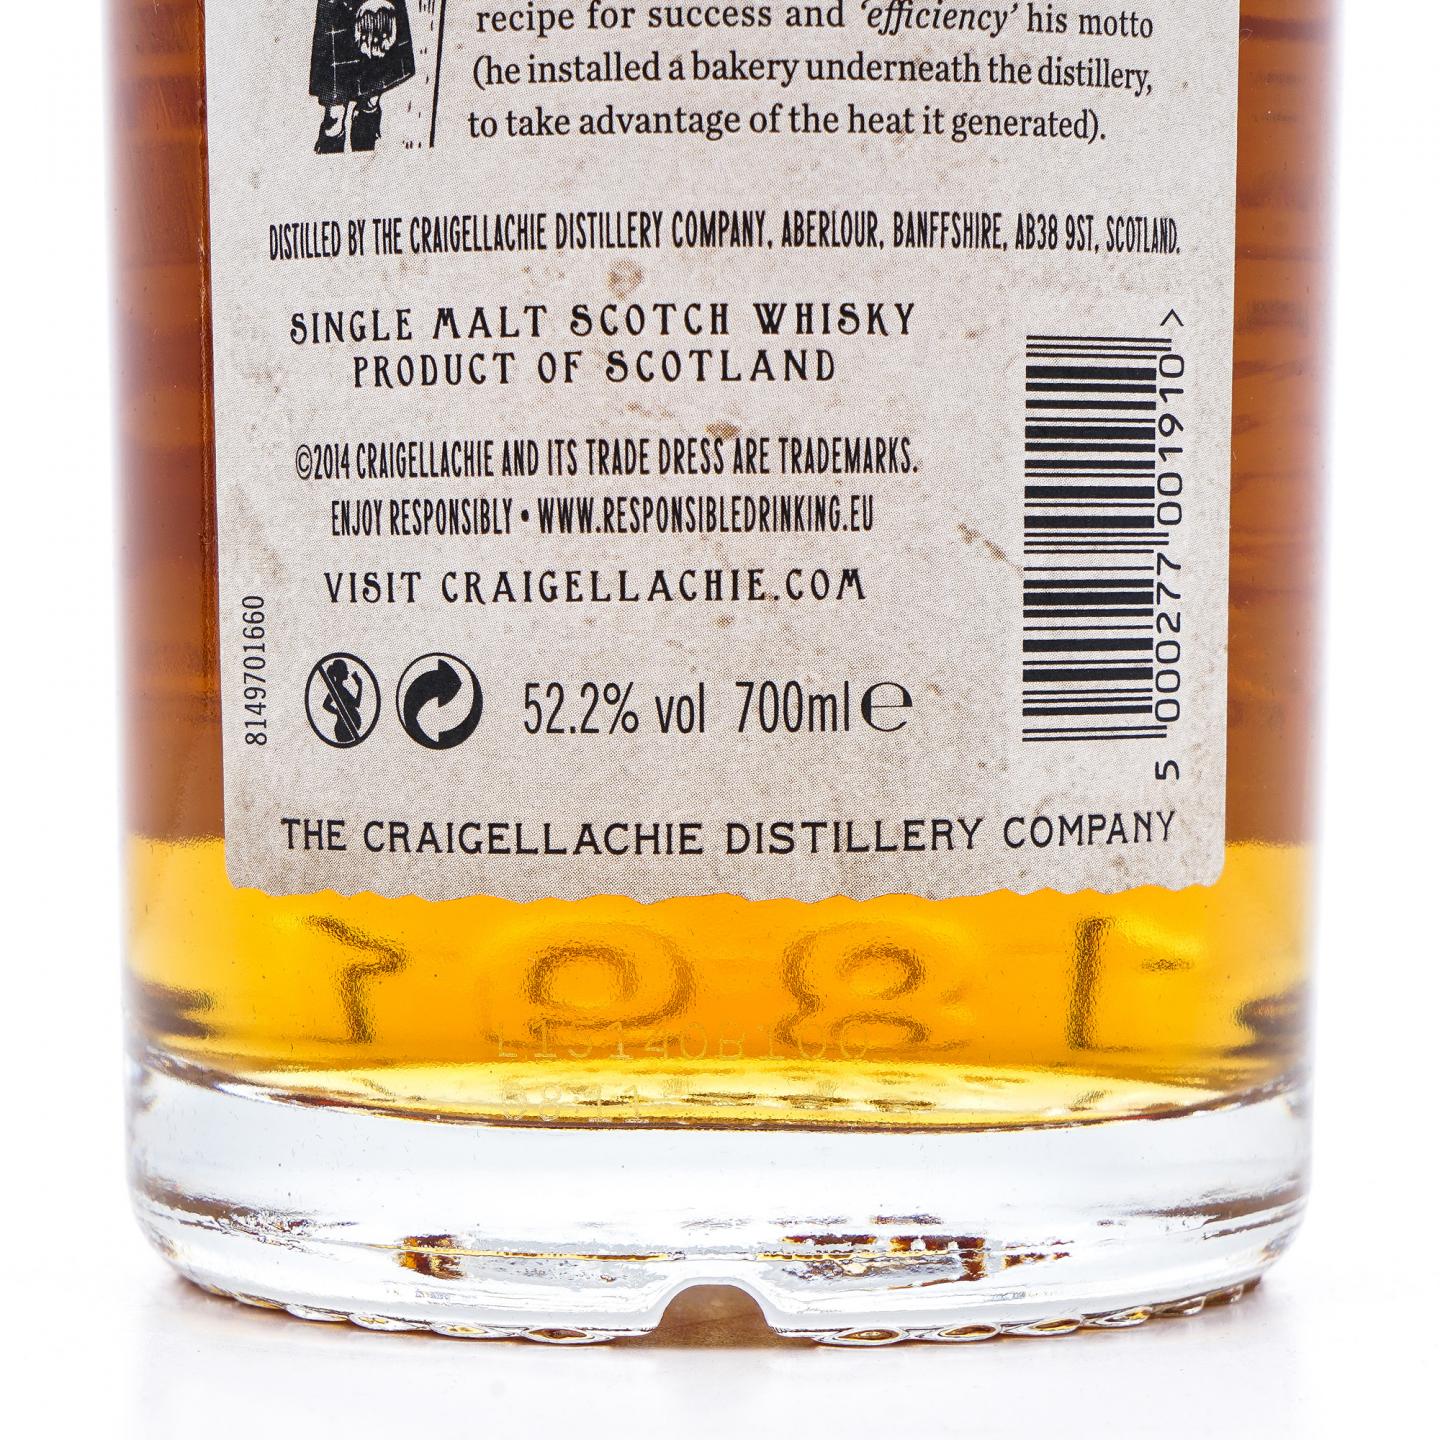 recipe for success and ‘efficiency’ his motto
(he installed a bakery underneath the distillery,
to take advantage of the heat it generated).
DISTILLED BY THE CRAIGELLACHIE DISTILLERY COMPANY, ABERLOUR, BANFFSHIRE, AB38 9ST, SCOTLAND.
SINGLE MALT SCOTCH WHISKY
PRODUCT OF SCOTLAND
©2014 CRAIGELLACHIE AND ITS TRADE DRESS ARE TRADEMARKS.
ENJOY RESPONSIBLY • WWW.RESPONSIBLEDRINKING.EU
VISIT CRAIGELLACHIE.COM
8149701660
52.2% vol 700ml℮
5 000277 001910 >
THE CRAIGELLACHIE DISTILLERY COMPANY